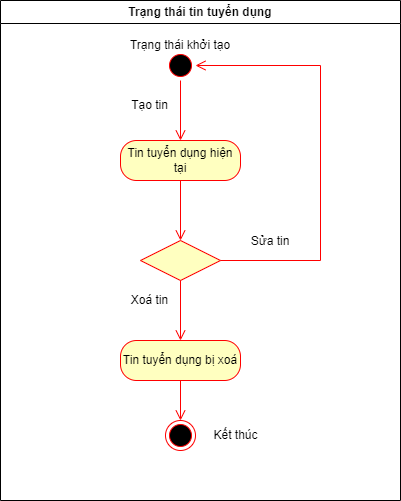 Trạng thái tin tuyển dụng
Trạng thái khởi tạo
Tạo tin
Tin tuyển dụng hiện
tại
Sửa tin
Xoá tin
Tin tuyển dụng bị xoá
Kết thúc